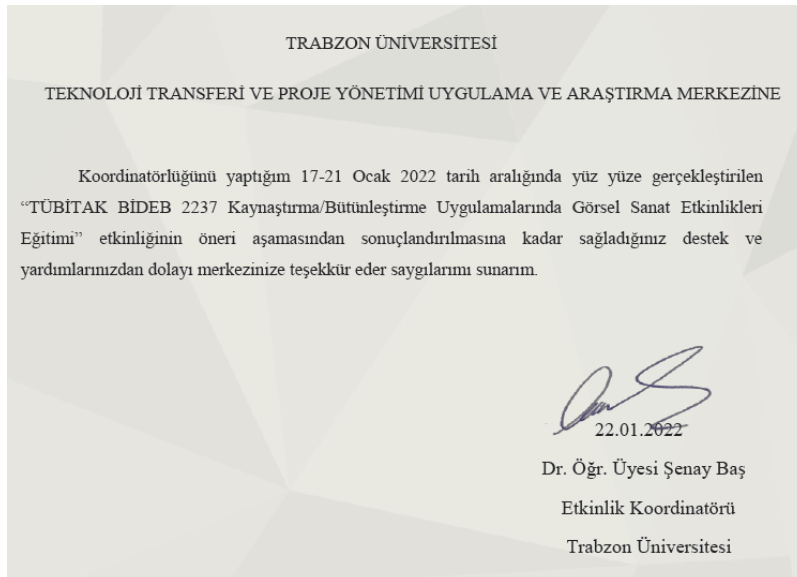 TRABZON ÜNİVERSİTESİ
TEKNOLOJİ TRANSFERİ VE PROJE YÖNETİMİ UYGULAMA VE ARAŞTIRMA MERKEZİNE
Koordinatörlüğünü yaptığım 17-21 Ocak 2022 tarih aralığında yüz yüze gerçekleştirilen
“TÜBİTAK BİDEB 2237 Kaynaştırma/Bütünleştirme Uygulamalarında Görsel Sanat Etkinlikleri
Eğitimi” etkinliğinin öneri aşamasından sonuçlandırılmasına kadar sağladığınız destek ve
yardımlarınızdan dolayı merkezinize teşekkür eder saygılarımı sunarım.
22.01.2022
Dr. Öğr. Üyesi Şenay Baş
Etkinlik Koordinatörü
Trabzon Üniversitesi